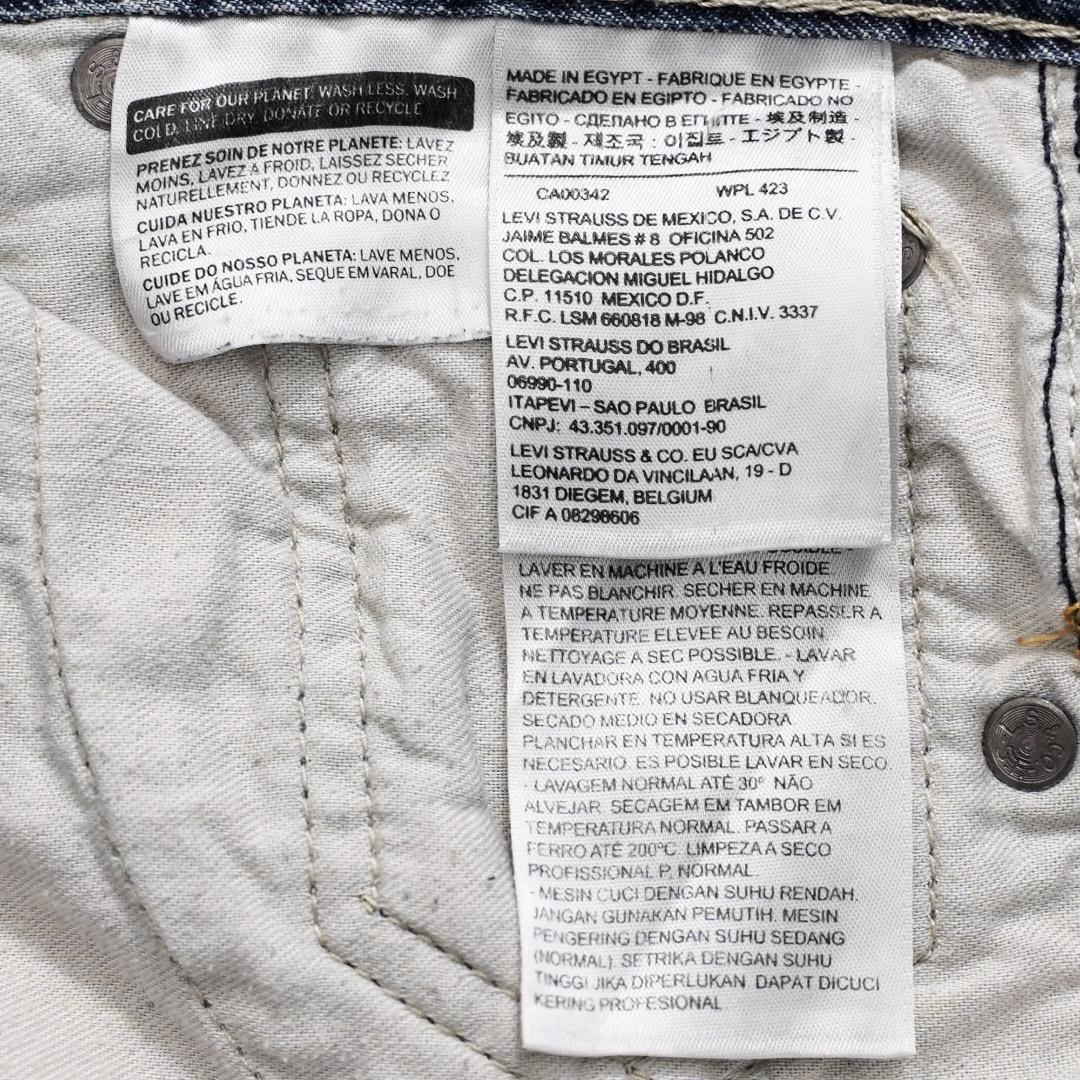 CARE FOR OUR PLANET: WASH LESS, WASH
COLD, LINE DRY, DONATE OR RECYCLE
PRENEZ SOIN DE NOTRE PLANETE: LAVEZ
MOINS, LAVEZ À FROID, LAISSEZ SECHER
NATURELLEMENT, DONNEZ OU RECYCLEZ
CUIDA NUESTRO PLANETA: LAVA MENOS,
LAVA EN FRIO, TIENDE LA ROPA, DONA O
RECICLA.
CUIDE DO NOSSO PLANETA: LAVE MENOS,
LAVE EM ÁGUA FRIA, SEQUE EM VARAL, DOE
OU RECICLE.
MADE IN EGYPT - FABRIQUE EN EGYPTE -
FABRICADO EN EGIPTO - FABRICADO NO
EGITO - СДЕЛАНО В ЕГИПТЕ - 埃及制造 -
埃及製 - 제조국 : 이집트 - エジプト製 -
BUATAN TIMUR TENGAH
CA00342 WPL 423
LEVI STRAUSS DE MEXICO, S.A. DE C.V.
JAIME BALMES # 8 OFICINA 502
COL. LOS MORALES POLANCO
DELEGACION MIGUEL HIDALGO
C.P. 11510 MEXICO D.F.
R.F.C. LSM 660818 M-98 C.N.I.V. 3337
LEVI STRAUSS DO BRASIL
AV. PORTUGAL, 400
06990-110
ITAPEVI – SAO PAULO BRASIL
CNPJ: 43.351.097/0001-90
LEVI STRAUSS & CO. EU SCA/CVA
LEONARDO DA VINCILAAN, 19 - D
1831 DIEGEM, BELGIUM
CIF A 08298606
LAVER EN MACHINE A L'EAU FROIDE
NE PAS BLANCHIR. SECHER EN MACHINE
A TEMPERATURE MOYENNE. REPASSER A
TEMPERATURE ELEVEE AU BESOIN.
NETTOYAGE A SEC POSSIBLE. - LAVAR
EN LAVADORA CON AGUA FRIA Y
DETERGENTE. NO USAR BLANQUEADOR.
SECADO MEDIO EN SECADORA
PLANCHAR EN TEMPERATURA ALTA SI ES
NECESARIO. ES POSIBLE LAVAR EN SECO.
- LAVAGEM NORMAL ATÉ 30° NÃO
ALVEJAR. SECAGEM EM TAMBOR EM
TEMPERATURA NORMAL. PASSAR A
FERRO ATÉ 200°C. LIMPEZA A SECO
PROFISSIONAL P. NORMAL.
- MESIN CUCI DENGAN SUHU RENDAH.
JANGAN GUNAKAN PEMUTIH. MESIN
PENGERING DENGAN SUHU SEDANG
(NORMAL). SETRIKA DENGAN SUHU
TINGGI JIKA DIPERLUKAN DAPAT DICUCI
KERING PROFESIONAL